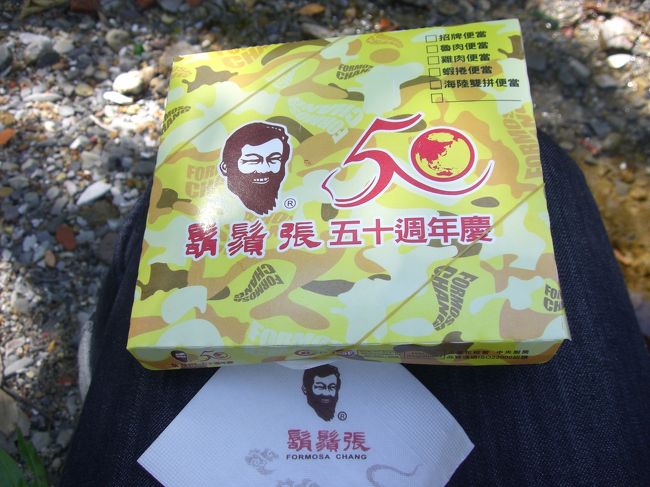 招牌便當
魯肉便當
雞肉便當
蝦捲便當
海陸雙拼便當
FORMOSA CHANG
50
®
鬍鬚張 五十週年慶
50
®
鬍鬚張
FORMOSA CHANG